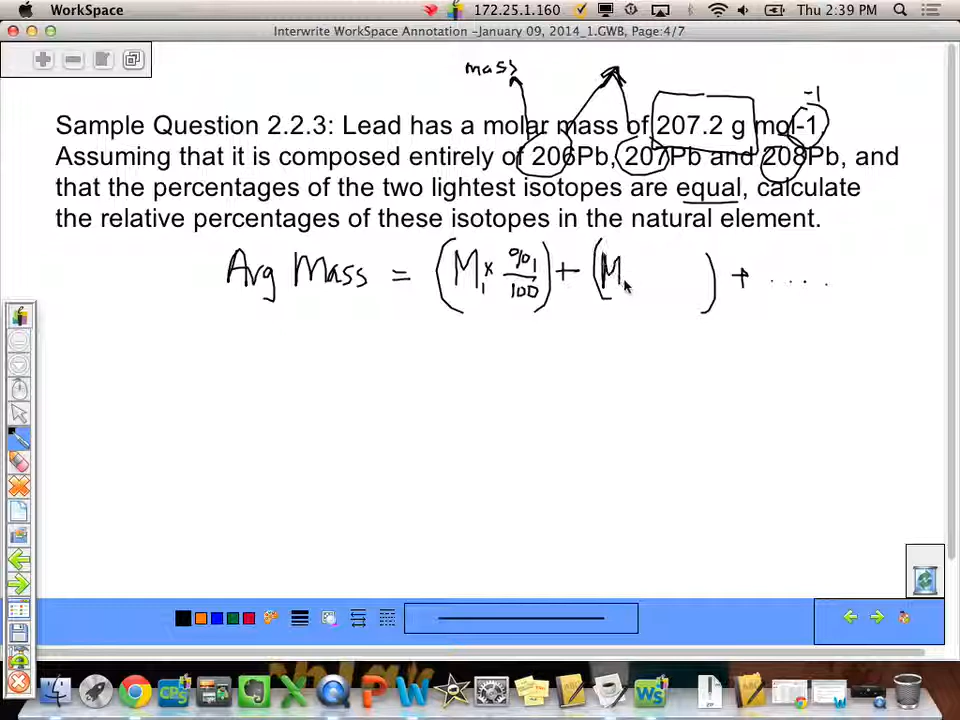 WorkSpace
172.25.1.160
Thu 2:39 PM
Interwrite WorkSpace Annotation -January 09, 2014_1.GWB, Page:4/7
mass
-1
Sample Question 2.2.3: Lead has a molar mass of 207.2 g mol-1.
Assuming that it is composed entirely of 206Pb, 207Pb and 208Pb, and
that the percentages of the two lightest isotopes are equal, calculate
the relative percentages of these isotopes in the natural element.
Avg Mass = (M1 × %1/100) + (M ) + .....